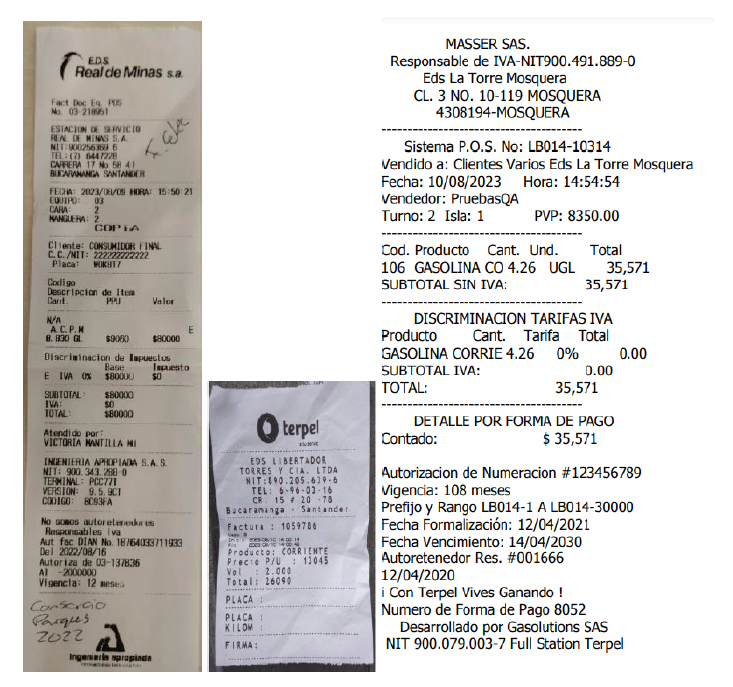 E.D.S
Real de Minas s.a.
Fact Doc Eq. POS
No. 03-218951
ESTACION DE SERVICIO
REAL DE MINAS S.A.
NIT:900256369 6
TEL:(7) 6447228
CARRERA 17 No 58 41
BUCARAMANGA SANTANDER
FECHA: 2023/08/09 HORA: 15:50:21
EQUIPO: 03
CARA: 2
MANGUERA: 2
COPIA
Cliente: CONSUMIDOR FINAL
C.C./NIT: 222222222222
Placa: WOK817
Codigo
Descripcion de Item
Cant. PPU Valor
N/A
A.C.P.M E
8.830 GL $9060 $80000
Discriminacion de Impuestos
Base Impuesto
E IVA 0% $80000 $0
SUBTOTAL: $80000
IVA: $0
TOTAL: $80000
Atendido por:
VICTORIA MANTILLA MH
INGENIERIA APROPIADA S.A.S.
NIT: 900.343.288-0
TERMINAL: PCC771
VERSION: 9.5.9CT
CODIGO: 8C93FA
No somos autoretenedores
Responsables Iva
Aut fac DIAN No. 18764033711933
Del 2022/08/16
Autoriza de 03-137836
Al -2000000
Vigencia: 12 meses
Consorcio
Parques
2022
Ingeniería apropiada
terpel
EDS LIBERTADOR
TORRES Y CIA. LTDA
NIT:890.205.639-6
TEL: 6-96-03-16
CR 15 # 20 -78
Bucaramanga - Santander
Factura : 1059786
Producto: CORRIENTE
Precio P/U : 13045
Vol : 2.000
Total: 26090
PLACA :
PLACA :
KILOM :
FIRMA:
MASSER SAS.
Responsable de IVA-NIT900.491.889-0
Eds La Torre Mosquera
CL. 3 NO. 10-119 MOSQUERA
4308194-MOSQUERA
Sistema P.O.S. No: LB014-10314
Vendido a: Clientes Varios Eds La Torre Mosquera
Fecha: 10/08/2023 Hora: 14:54:54
Vendedor: PruebasQA
Turno: 2 Isla: 1 PVP: 8350.00
Cod. Producto Cant. Und. Total
106 GASOLINA CO 4.26 UGL 35,571
SUBTOTAL SIN IVA: 35,571
DISCRIMINACION TARIFAS IVA
Producto Cant. Tarifa Total
GASOLINA CORRIE 4.26 0% 0.00
SUBTOTAL IVA: 0.00
TOTAL: 35,571
DETALLE POR FORMA DE PAGO
Contado: $ 35,571
Autorizacion de Numeracion #123456789
Vigencia: 108 meses
Prefijo y Rango LB014-1 A LB014-30000
Fecha Formalización: 12/04/2021
Fecha Vencimiento: 14/04/2030
Autoretenedor Res. #001666
12/04/2020
¡ Con Terpel Vives Ganando !
Numero de Forma de Pago 8052
Desarrollado por Gasolutions SAS
NIT 900.079.003-7 Full Station Terpel